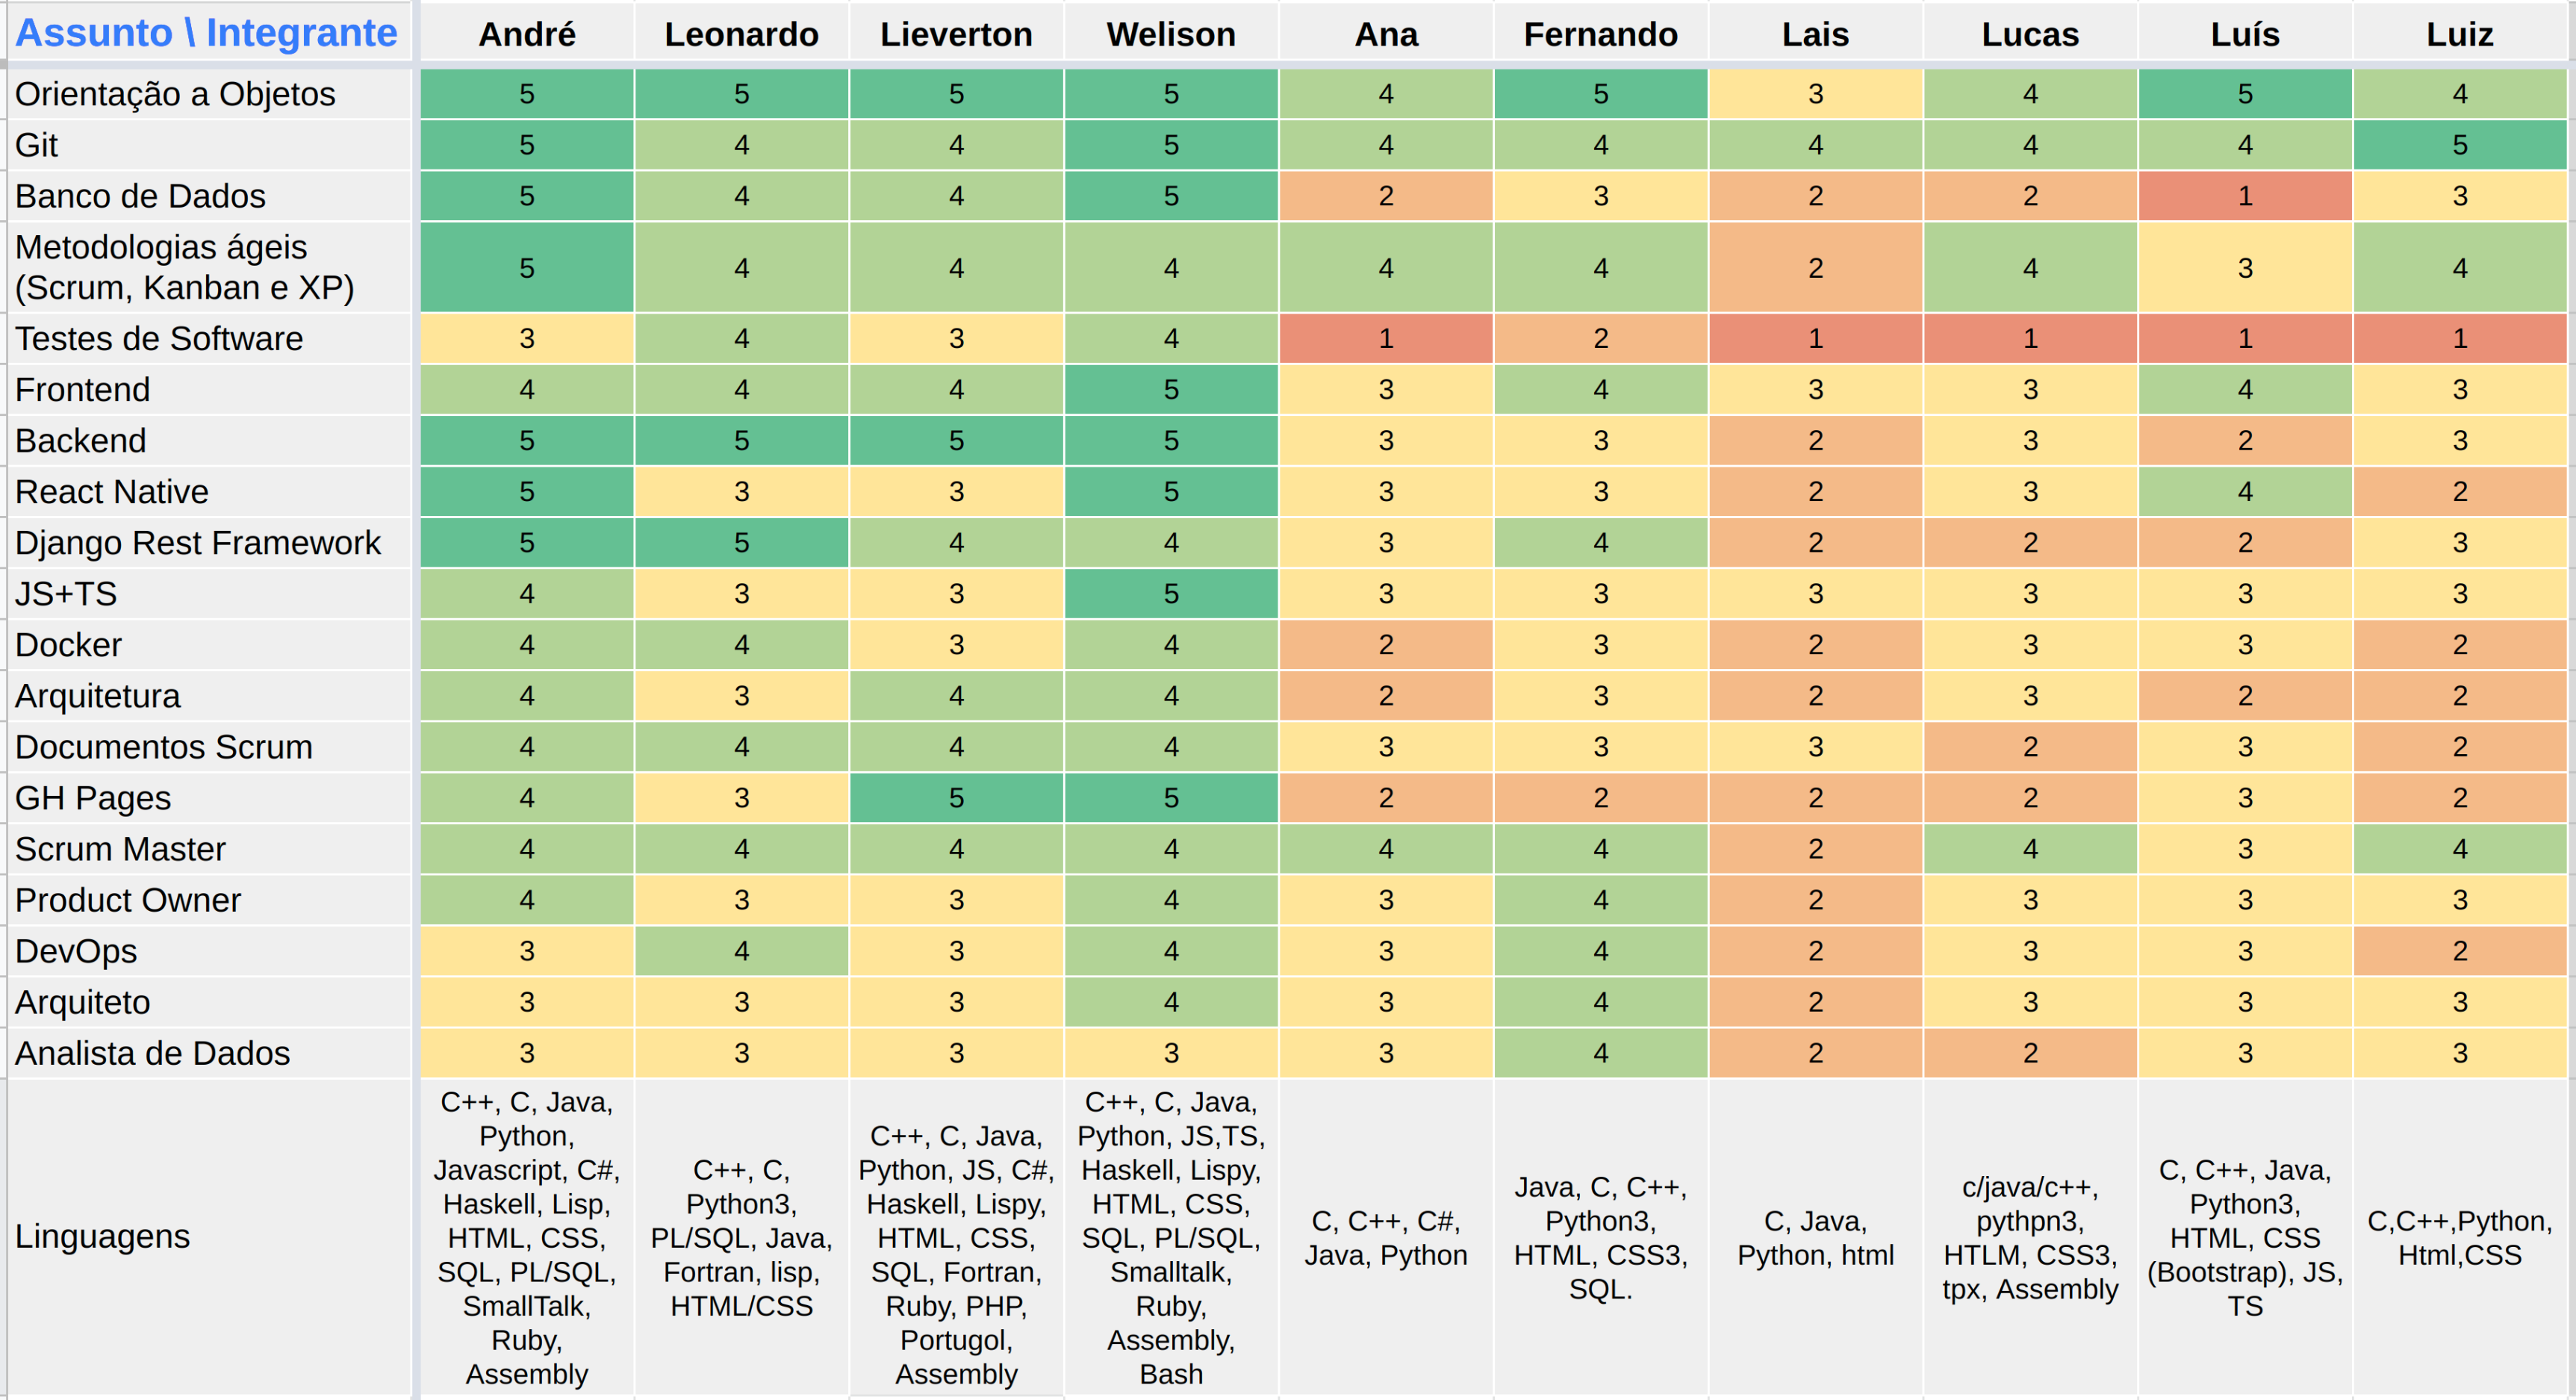 Assunto \ Integrante André Leonardo Lieverton Welison Ana Fernando Lais Lucas Luís Luiz
Orientação a Objetos 5 5 5 5 4 5 3 4 5 4
Git 5 4 4 5 4 4 4 4 4 5
Banco de Dados 5 4 4 5 2 3 2 2 1 3
Metodologias ágeis
(Scrum, Kanban e XP) 5 4 4 4 4 4 2 4 3 4
Testes de Software 3 4 3 4 1 2 1 1 1 1
Frontend 4 4 4 5 3 4 3 3 4 3
Backend 5 5 5 5 3 3 2 3 2 3
React Native 5 3 3 5 3 3 2 3 4 2
Django Rest Framework 5 5 4 4 3 4 2 2 2 3
JS+TS 4 3 3 5 3 3 3 3 3 3
Docker 4 4 3 4 2 3 2 3 3 2
Arquitetura 4 3 4 4 2 3 2 3 2 2
Documentos Scrum 4 4 4 4 3 3 3 2 3 2
GH Pages 4 3 5 5 2 2 2 2 3 2
Scrum Master 4 4 4 4 4 4 2 4 3 4
Product Owner 4 3 3 4 3 4 2 3 3 3
DevOps 3 4 3 4 3 4 2 3 3 2
Arquiteto 3 3 3 4 3 4 2 3 3 3
Analista de Dados 3 3 3 3 3 4 2 2 3 3
Linguagens
C++, C, Java,
Python,
Javascript, C#,
Haskell, Lisp,
HTML, CSS,
SQL, PL/SQL,
SmallTalk,
Ruby,
Assembly
C++, C,
Python3,
PL/SQL, Java,
Fortran, lisp,
HTML/CSS
C++, C, Java,
Python, JS, C#,
Haskell, Lispy,
HTML, CSS,
SQL, Fortran,
Ruby, PHP,
Portugol,
Assembly
C++, C, Java,
Python, JS,TS,
Haskell, Lispy,
HTML, CSS,
SQL, PL/SQL,
Smalltalk,
Ruby,
Assembly,
Bash
C, C++, C#,
Java, Python
Java, C, C++,
Python3,
HTML, CSS3,
SQL.
C, Java,
Python, html
c/java/c++,
pythpn3,
HTLM, CSS3,
tpx, Assembly
C, C++, Java,
Python3,
HTML, CSS
(Bootstrap), JS,
TS
C,C++,Python,
Html,CSS